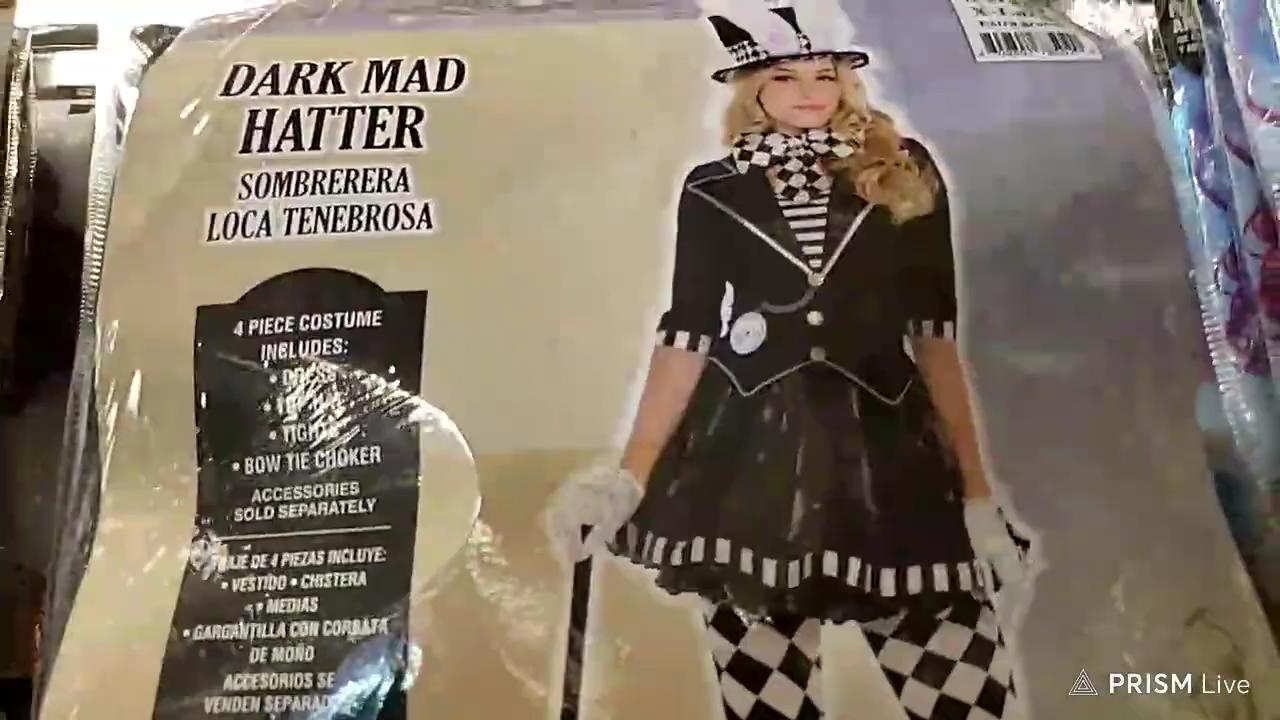 DARK MAD
HATTER
SOMBRERERA
LOCA TENEBROSA
4 PIECE COSTUME
INCLUDES:
• BOW TIE CHOKER
ACCESSORIES
SOLD SEPARATELY
DE 4 PIEZAS INCLUYE:
• VESTIDO • CHISTERA
• MEDIAS
• GARGANTILLA CON CORBATA
DE MOÑO
ACCESORIOS SE
VENDEN
PRISM Live